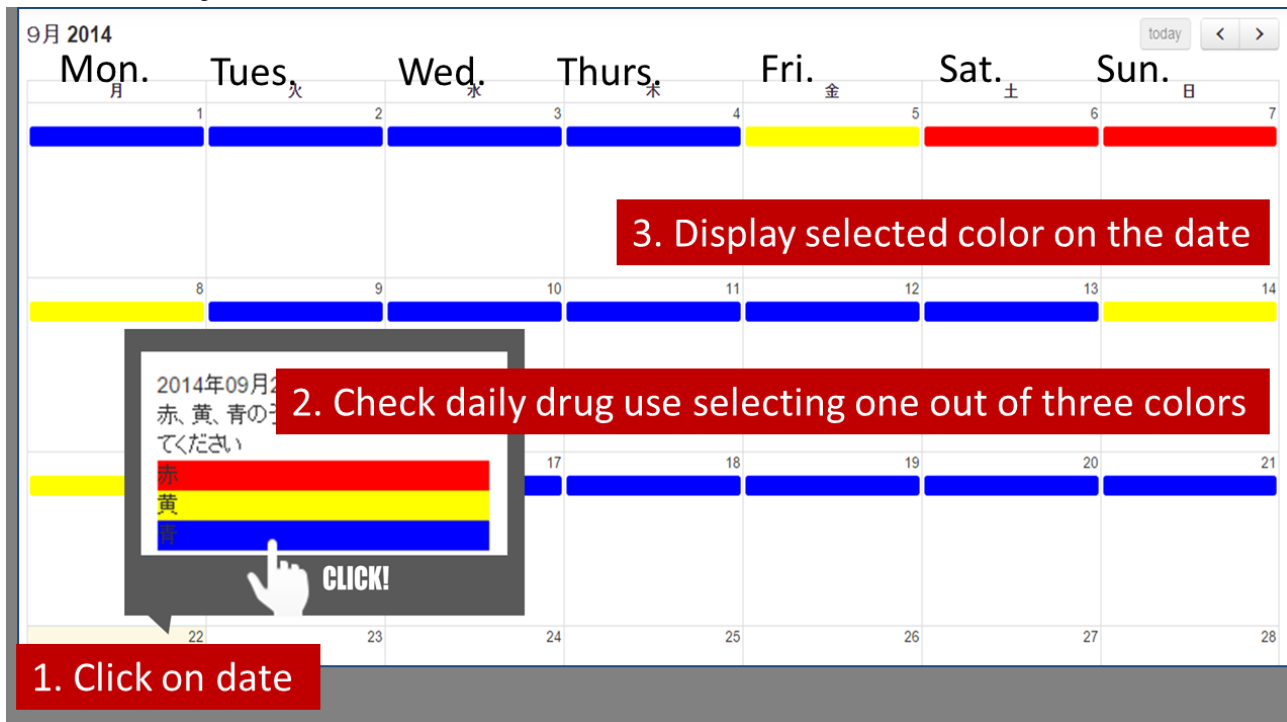 9月 2014
today
Mon. Tues. Wed. Thurs. Fri. Sat. Sun.
月 火 水 木 金 土 日
1 2 3 4 5 6 7
3. Display selected color on the date
8 9 10 11 12 13 14
2014年09月
赤、黄、青の
てください
2. Check daily drug use selecting one out of three colors
赤
黄
青
17 18 19 20 21
CLICK!
22 23 24 25 26 27 28
1. Click on date